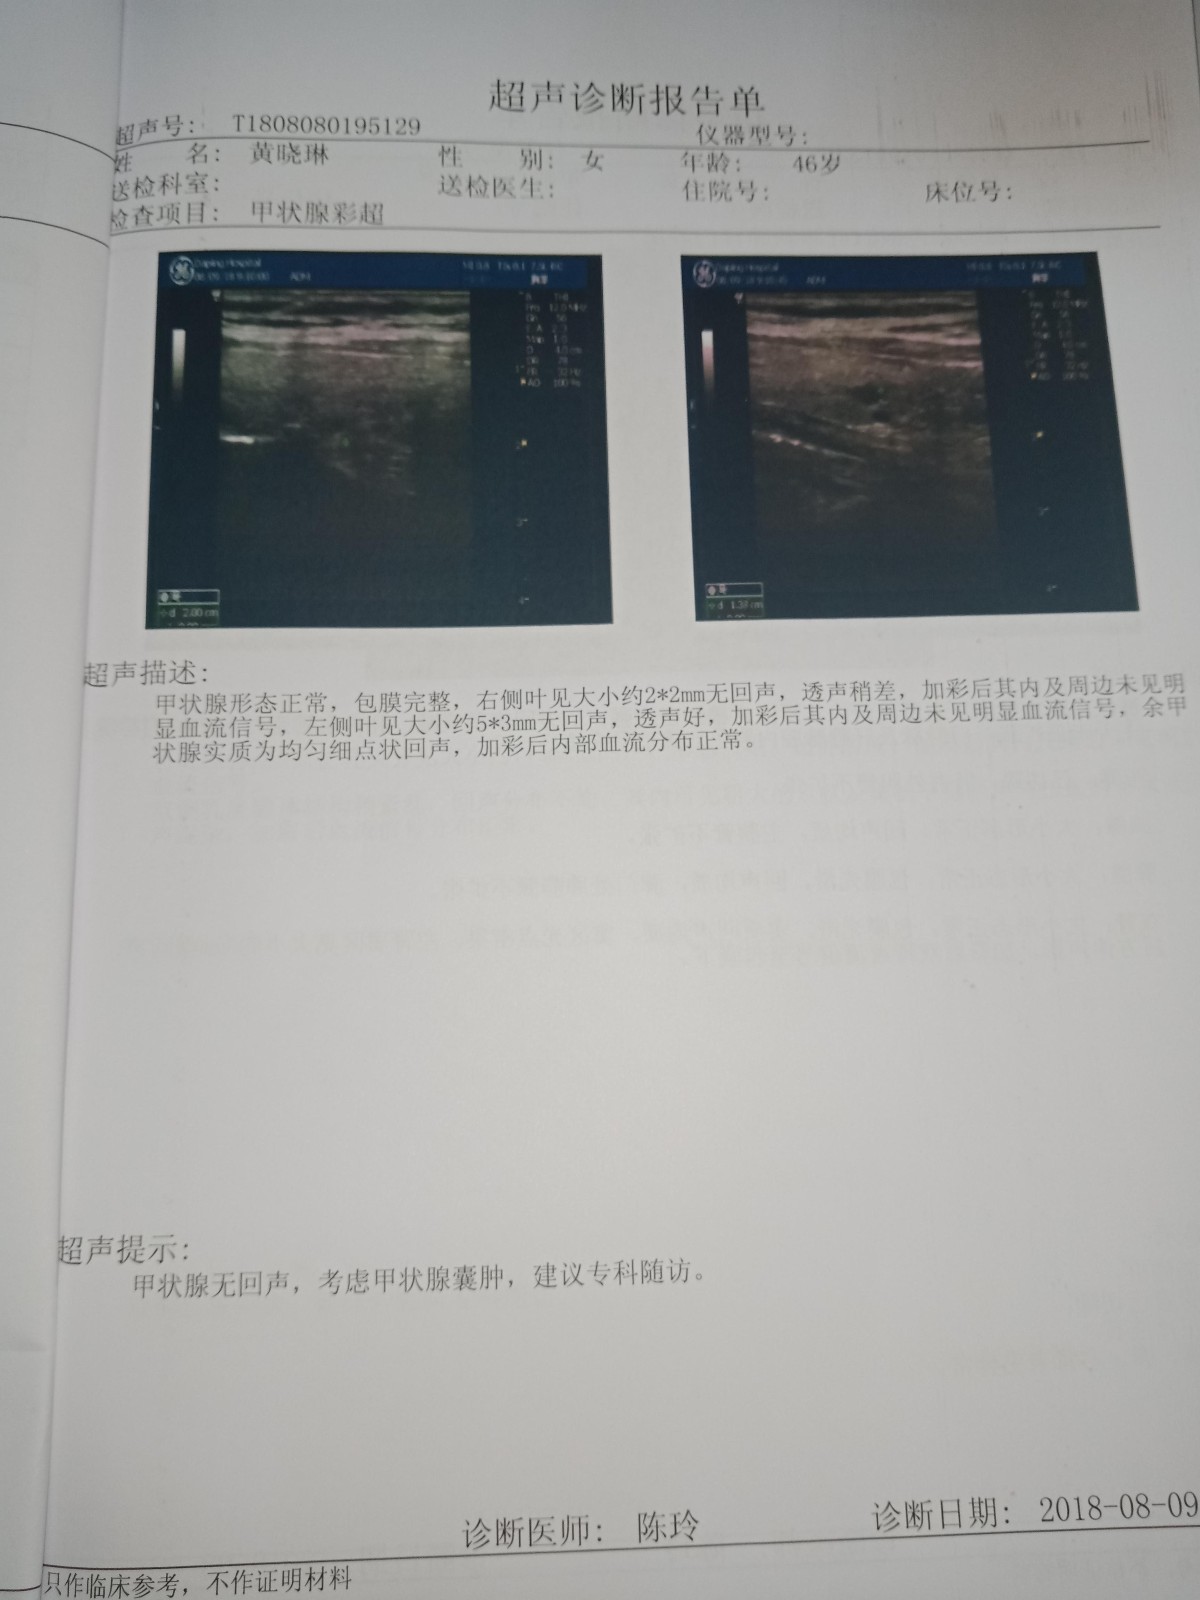 超声诊断报告单
超声号: T1808080195129 仪器型号:
姓 名: 黄晓琳 性 别: 女 年龄: 46岁
送检科室: 送检医生: 住院号: 床位号:
检查项目: 甲状腺彩超
Daping Hospital
ADM
d 2.00 cm
Daping Hospital
ADM
超声描述:
甲状腺形态正常，包膜完整，右侧叶见大小约2*2mm无回声，透声稍差，加彩后其内及周边未见明
显血流信号，左侧叶见大小约5*3mm无回声，透声好，加彩后其内及周边未见明显血流信号，余甲
状腺实质为均匀细点状回声，加彩后内部血流分布正常。
超声提示:
甲状腺无回声，考虑甲状腺囊肿，建议专科随访。
诊断医师: 陈玲 诊断日期: 2018-08-09
只作临床参考，不作证明材料